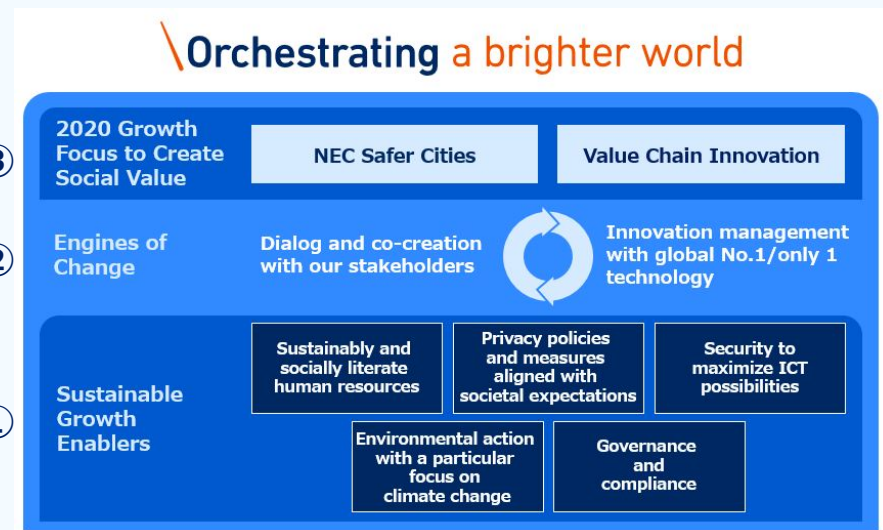 \Orchestrating a brighter world
③
2020 Growth
Focus to Create
Social Value
NEC Safer Cities
Value Chain Innovation
②
Engines of
Change
Dialog and co-creation
with our stakeholders
Innovation management
with global No.1/only 1
technology
①
Sustainable
Growth
Enablers
Sustainably and
socially literate
human resources
Privacy policies
and measures
aligned with
societal expectations
Security to
maximize ICT
possibilities
Environmental action
with a particular
focus on
climate change
Governance
and
compliance